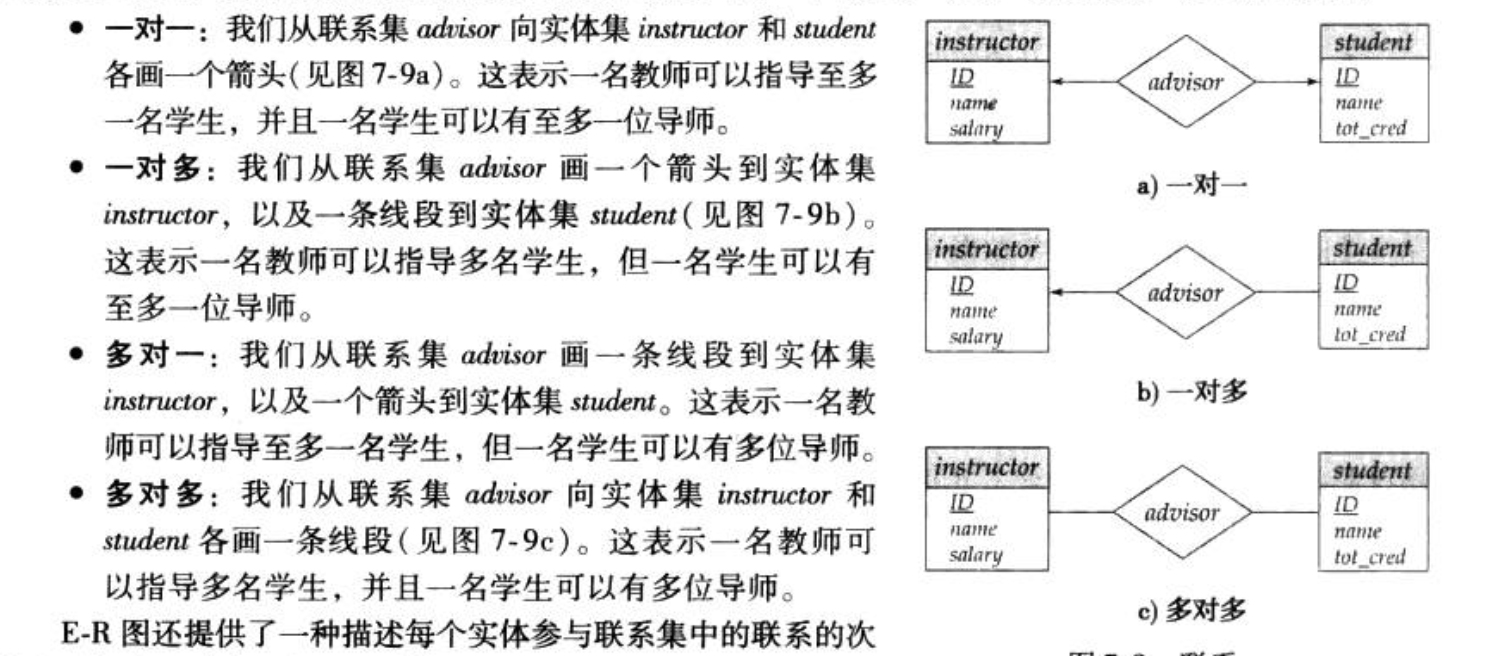 ● 一对一：我们从联系集 advisor 向实体集 instructor 和 student
各画一个箭头(见图 7-9a)。这表示一名教师可以指导至多
一名学生，并且一名学生可以有至多一位导师。
● 一对多：我们从联系集 advisor 画一个箭头到实体集
instructor，以及一条线段到实体集 student(见图 7-9b)。
这表示一名教师可以指导多名学生，但一名学生可以有
至多一位导师。
● 多对一：我们从联系集 advisor 画一条线段到实体集
instructor，以及一个箭头到实体集 student。这表示一名教
师可以指导至多一名学生，但一名学生可以有多位导师。
● 多对多：我们从联系集 advisor 向实体集 instructor 和
student 各画一条线段(见图 7-9c)。这表示一名教师可
以指导多名学生，并且一名学生可以有多位导师。
E-R 图还提供了一种描述每个实体参与联系集中的联系的次
instructor
ID
name
salary
advisor
student
ID
name
tot_cred
a) 一对一
instructor
ID
name
salary
advisor
student
ID
name
tot_cred
b) 一对多
instructor
ID
name
salary
advisor
student
ID
name
tot_cred
c) 多对多